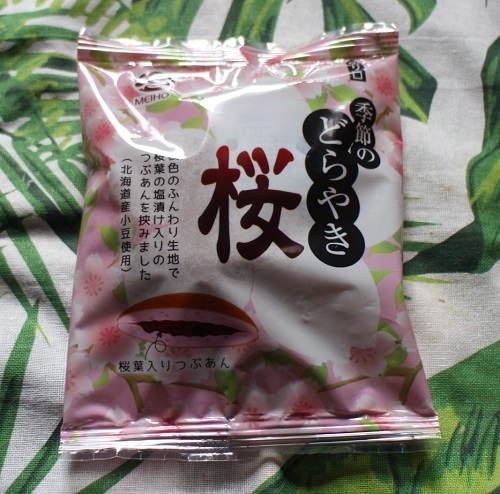 MEIHO
季節の
どらやき
桜
色のふんわり生地で
桜葉の塩漬け入りの
つぶあんを挟みました
(北海道産小豆使用)
桜葉入りつぶあん